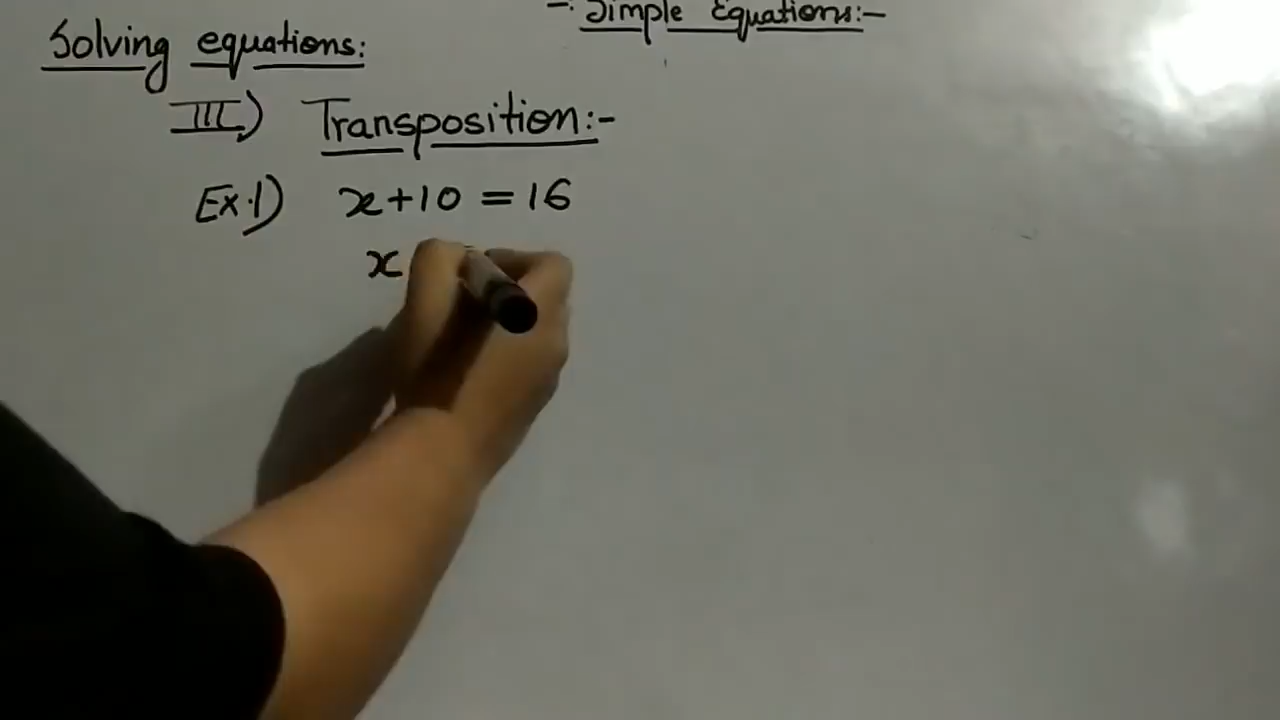 -: Simple Equations:-
Solving equations:
III) Transposition:-
Ex.1) x+10 = 16
x